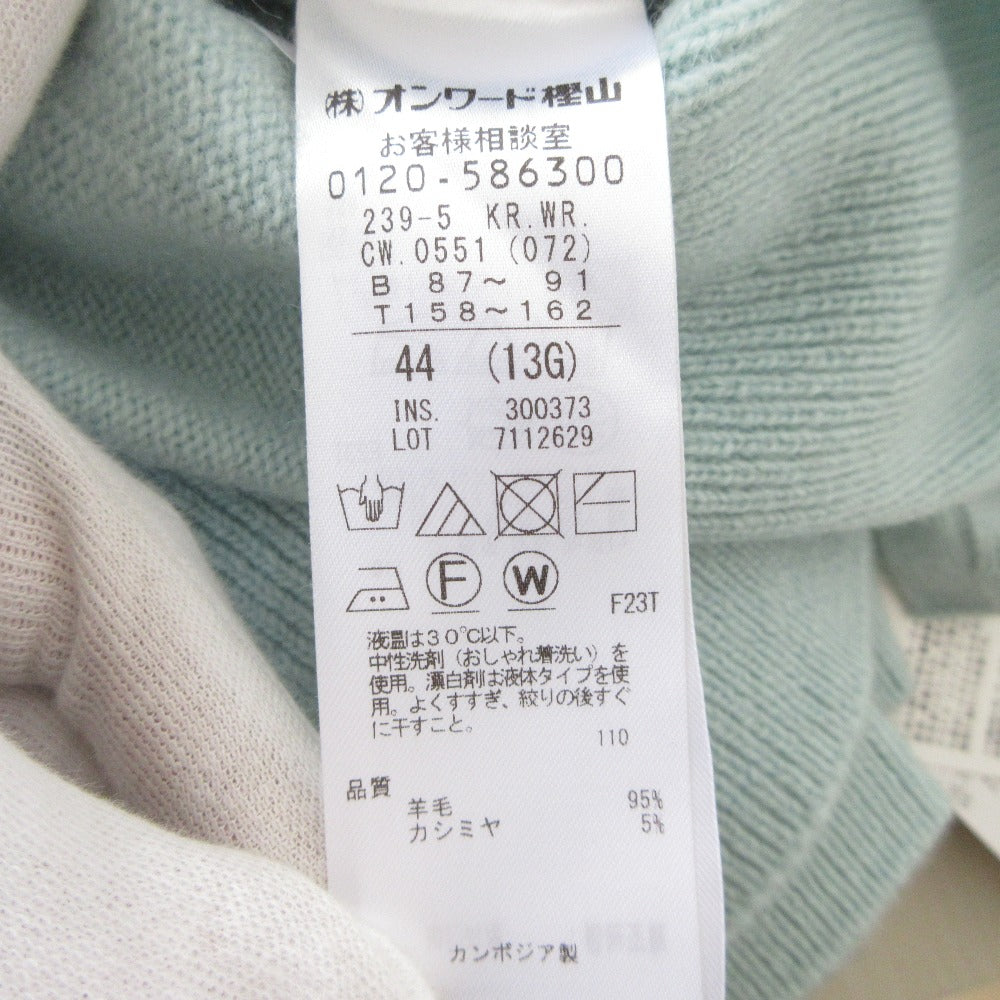 (株)オンワード樫山
お客様相談室
0120-586300
239-5 KR.WR.
CW.0551 (072)
B 87～ 91
T158～162
44 (13G)
INS. 300373
LOT 7112629
F W
F23T
液温は30℃以下。
中性洗剤（おしゃれ着洗い）を
使用。漂白剤は液体タイプを使
用。よくすすぎ、絞りの後すぐ
に干すこと。
110
品質
羊毛 95%
カシミヤ 5%
カンボジア製